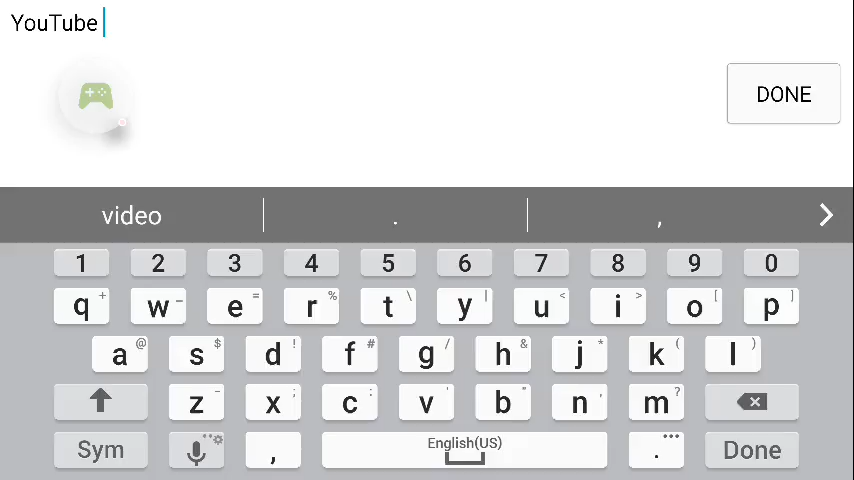 YouTube
DONE
video . ,
1 2 3 4 5 6 7 8 9 0
q + w - e = r % t \ y | u < i > o [ p ]
a @ s $ d ! f # g / h & j * k ( l )
z - x ; c : v ' b " n , m ?
Sym , English(US) . ... Done